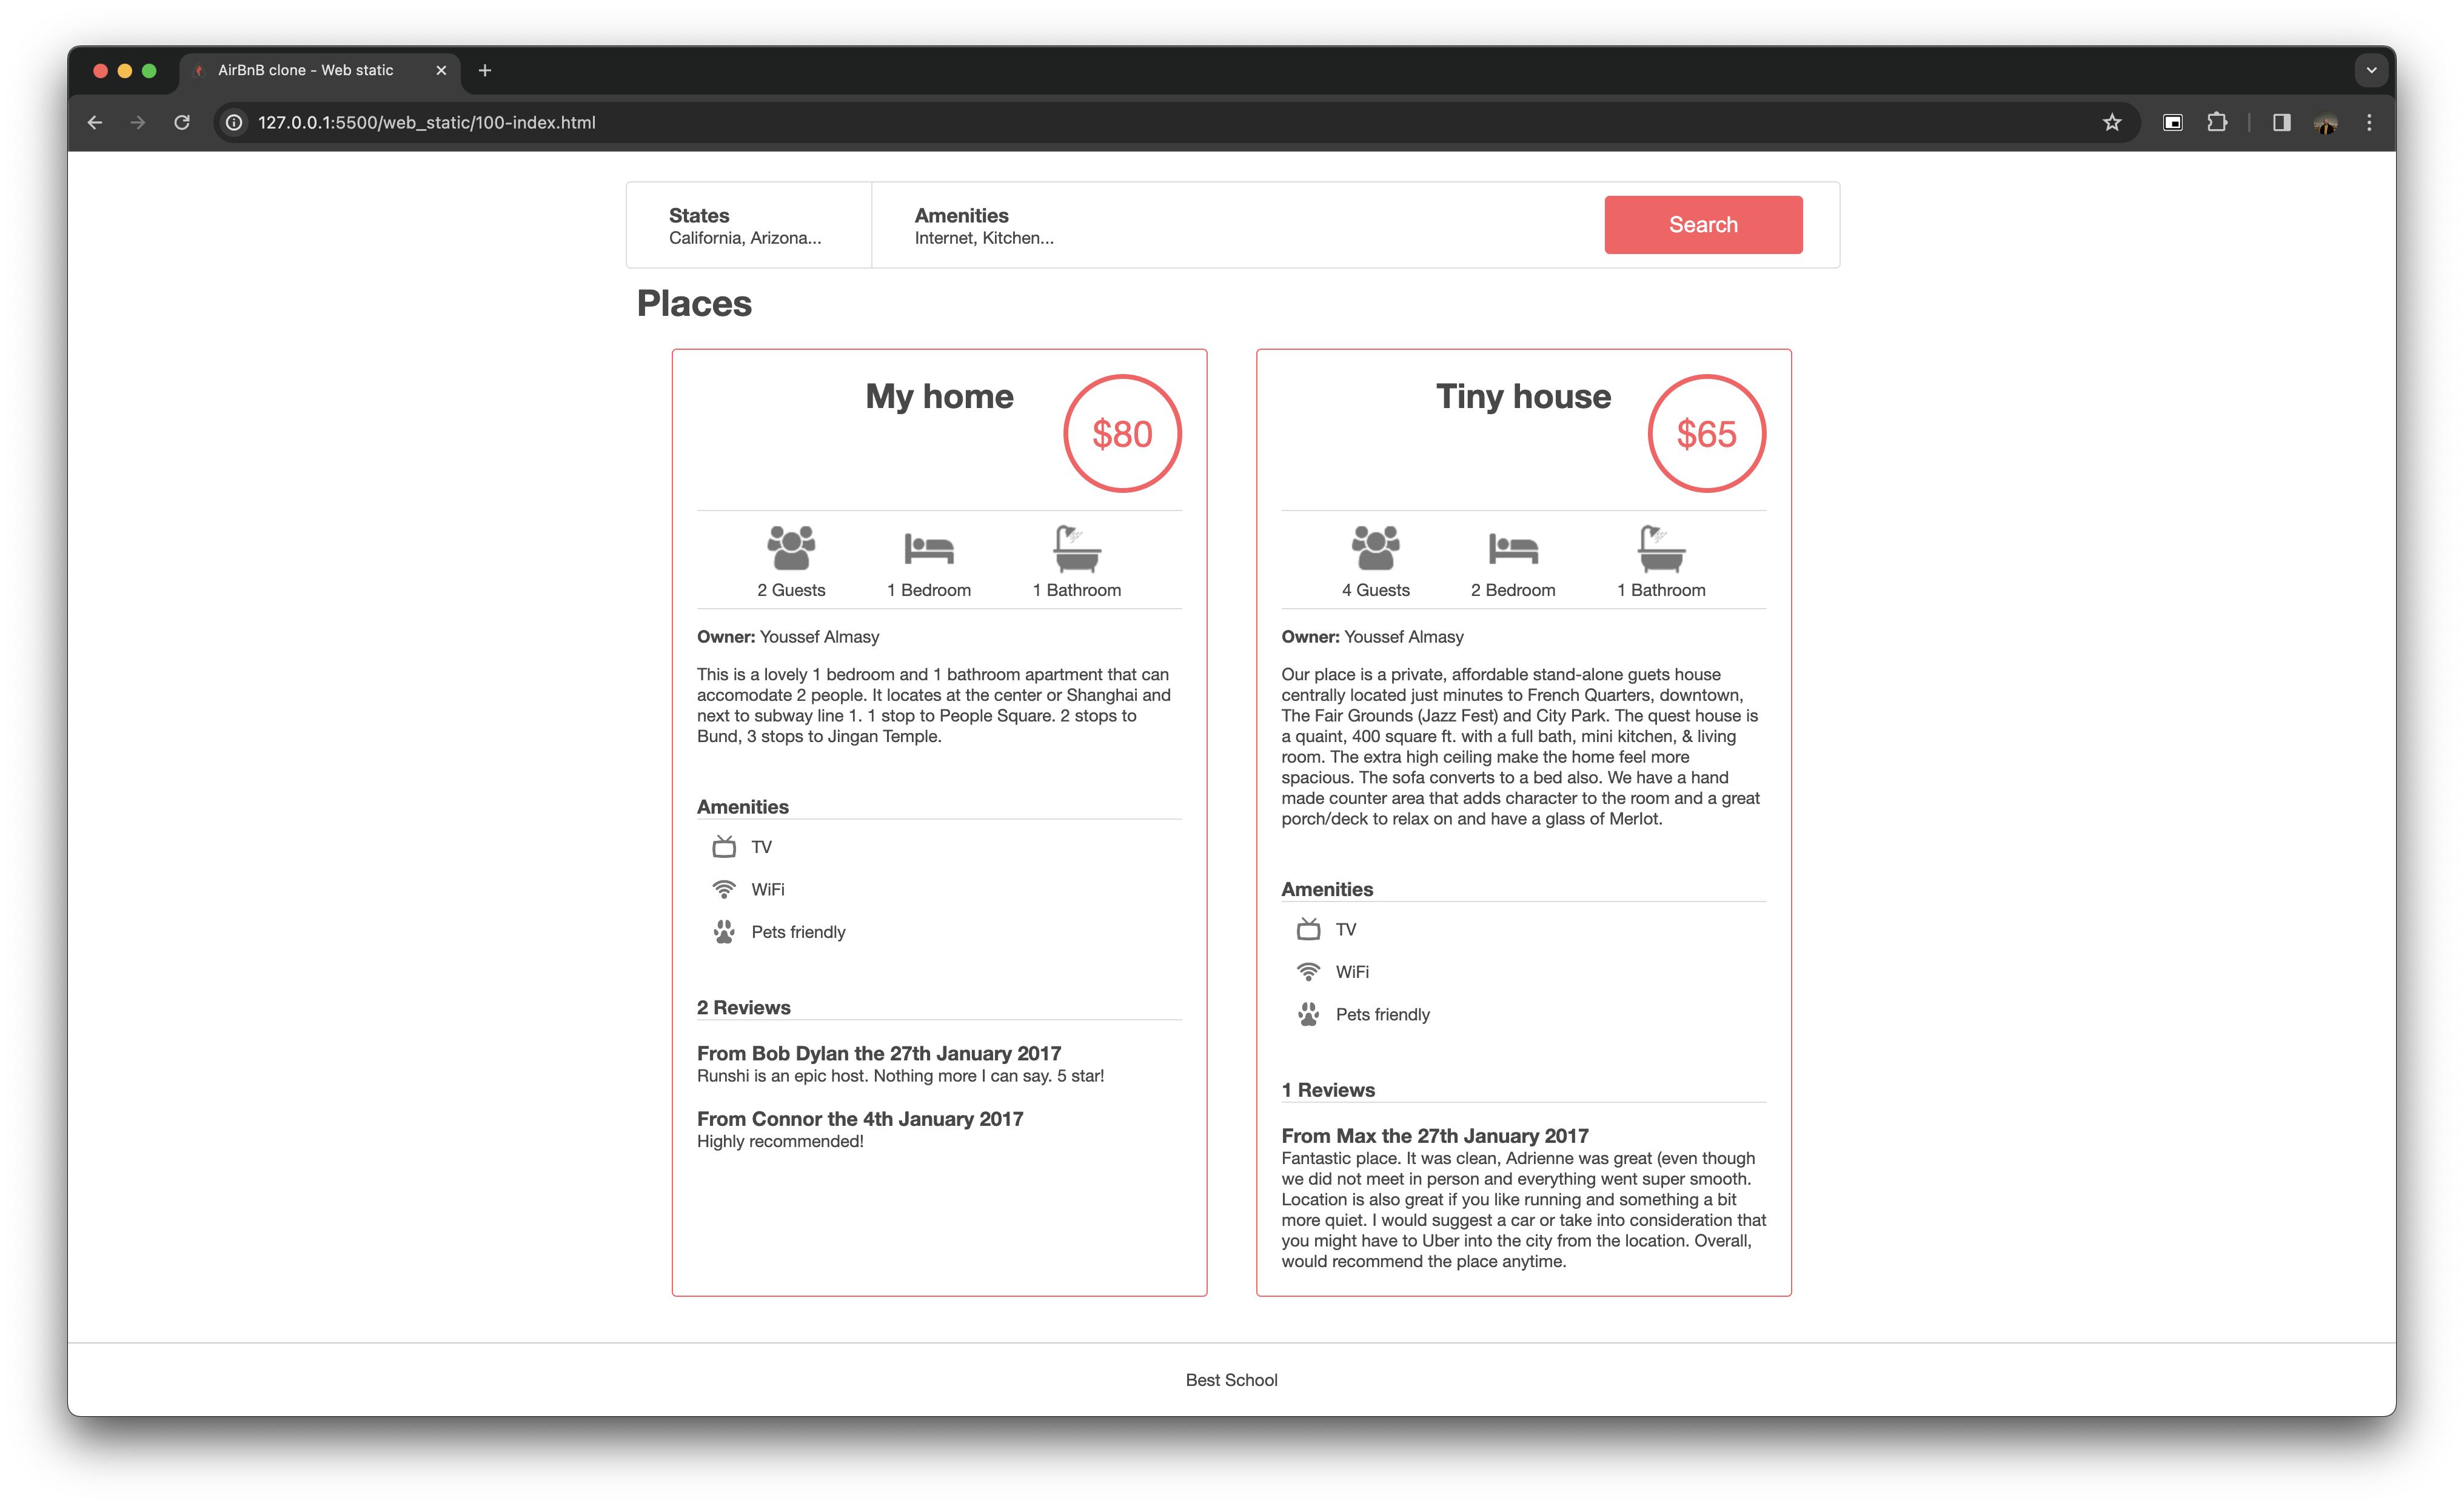 AirBnB clone - Web static
127.0.0.1:5500/web_static/100-index.html
States
California, Arizona...
Amenities
Internet, Kitchen...
Search
Places
My home
$80
2 Guests
1 Bedroom
1 Bathroom
Owner: Youssef Almasy
This is a lovely 1 bedroom and 1 bathroom apartment that can
accomodate 2 people. It locates at the center or Shanghai and
next to subway line 1. 1 stop to People Square. 2 stops to
Bund, 3 stops to Jingan Temple.
Amenities
TV
WiFi
Pets friendly
2 Reviews
From Bob Dylan the 27th January 2017
Runshi is an epic host. Nothing more I can say. 5 star!
From Connor the 4th January 2017
Highly recommended!
Tiny house
$65
4 Guests
2 Bedroom
1 Bathroom
Owner: Youssef Almasy
Our place is a private, affordable stand-alone guets house
centrally located just minutes to French Quarters, downtown,
The Fair Grounds (Jazz Fest) and City Park. The quest house is
a quaint, 400 square ft. with a full bath, mini kitchen, & living
room. The extra high ceiling make the home feel more
spacious. The sofa converts to a bed also. We have a hand
made counter area that adds character to the room and a great
porch/deck to relax on and have a glass of Merlot.
Amenities
TV
WiFi
Pets friendly
1 Reviews
From Max the 27th January 2017
Fantastic place. It was clean, Adrienne was great (even though
we did not meet in person and everything went super smooth.
Location is also great if you like running and something a bit
more quiet. I would suggest a car or take into consideration that
you might have to Uber into the city from the location. Overall,
would recommend the place anytime.
Best School